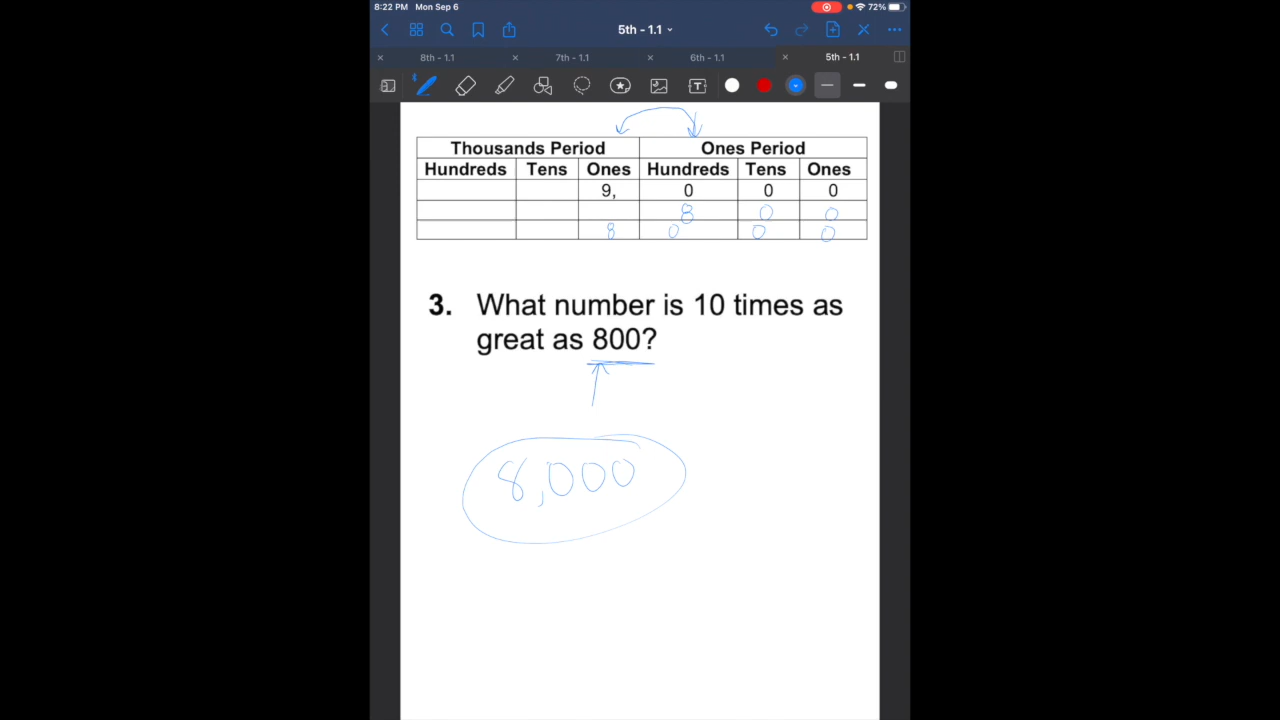 8:22 PM Mon Sep 6 72%
5th - 1.1
8th - 1.1 7th - 1.1 6th - 1.1 5th - 1.1
Thousands Period Ones Period
Hundreds Tens Ones Hundreds Tens Ones
9, 0 0 0
8 0 0
8 0 0 0
3. What number is 10 times as
great as 800?
8,000